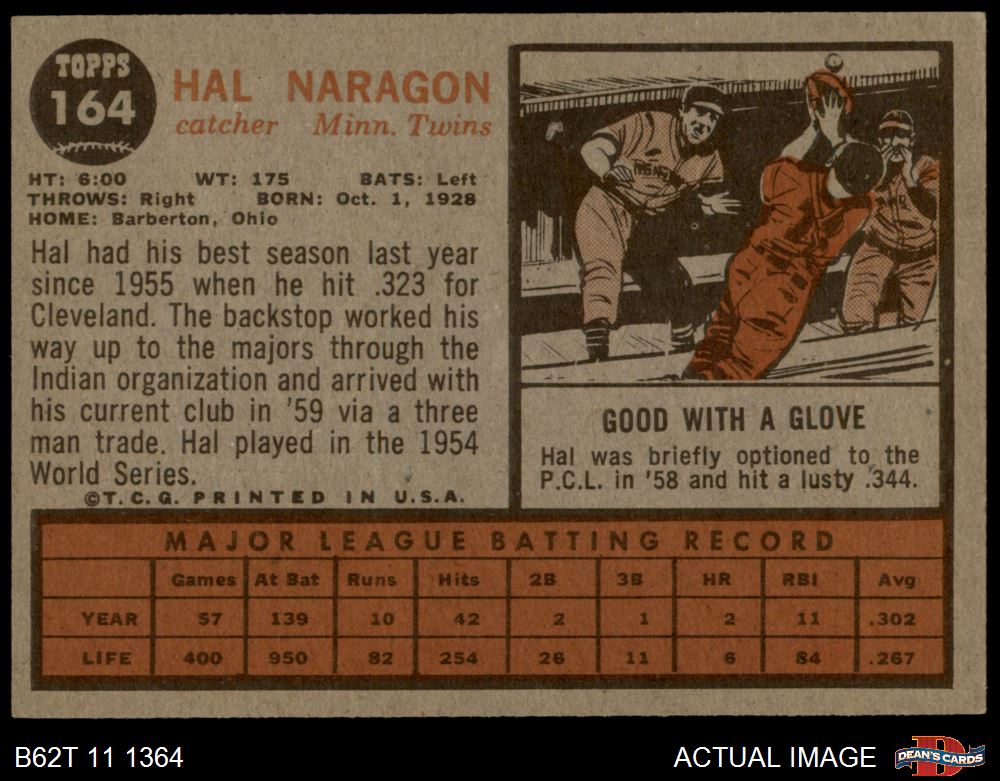 TOPPS
164
HAL NARAGON
catcher Minn. Twins
HT: 6:00 WT: 175 BATS: Left
THROWS: Right BORN: Oct. 1, 1928
HOME: Barberton, Ohio
Hal had his best season last year
since 1955 when he hit .323 for
Cleveland. The backstop worked his
way up to the majors through the
Indian organization and arrived with
his current club in '59 via a three
man trade. Hal played in the 1954
World Series.
©T.C.G. PRINTED IN U.S.A.
GOOD WITH A GLOVE
Hal was briefly optioned to the
P.C.L. in '58 and hit a lusty .344.
MAJOR LEAGUE BATTING RECORD
Games At Bat Runs Hits 2B 3B HR RBI Avg
YEAR 57 139 10 42 2 1 2 11 .302
LIFE 400 950 82 254 26 11 6 84 .267
B62T 11 1364
ACTUAL IMAGE
DEAN'S CARDS